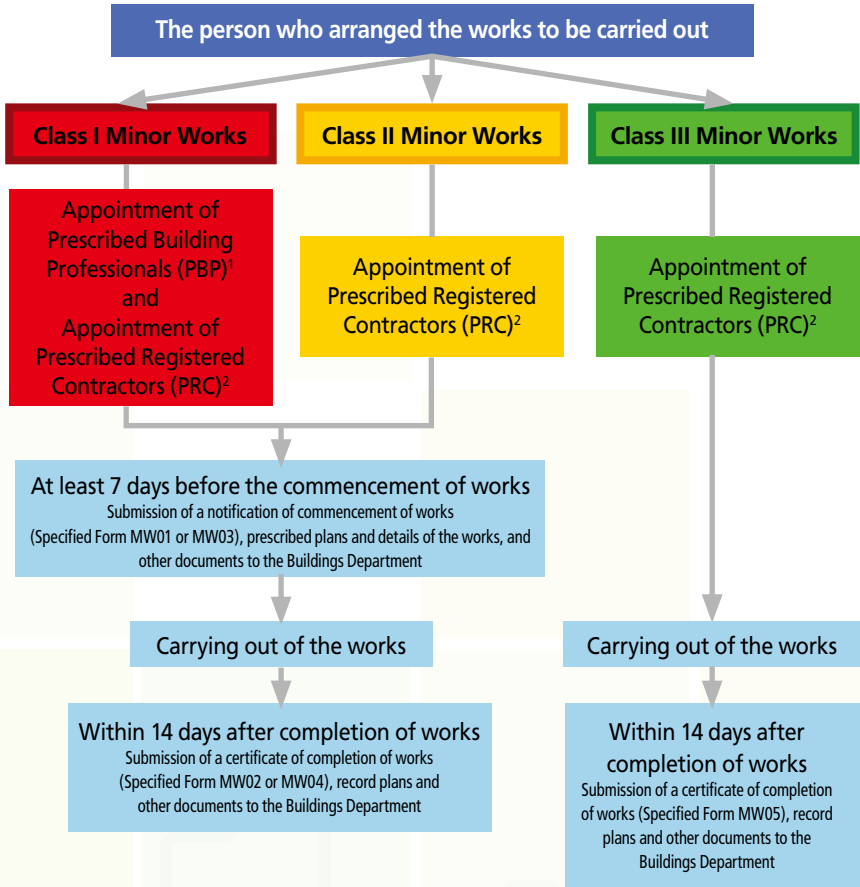 The person who arranged the works to be carried out
Class I Minor Works
Class II Minor Works
Class III Minor Works
Appointment of
Prescribed Building
Professionals (PBP)¹
and
Appointment of
Prescribed Registered
Contractors (PRC)²
Appointment of
Prescribed Registered
Contractors (PRC)²
Appointment of
Prescribed Registered
Contractors (PRC)²
At least 7 days before the commencement of works
Submission of a notification of commencement of works
(Specified Form MW01 or MW03), prescribed plans and details of the works, and
other documents to the Buildings Department
Carrying out of the works
Carrying out of the works
Within 14 days after completion of works
Submission of a certificate of completion of works
(Specified Form MW02 or MW04), record plans and
other documents to the Buildings Department
Within 14 days after
completion of works
Submission of a certificate of completion
of works (Specified Form MW05), record
plans and other documents to the
Buildings Department